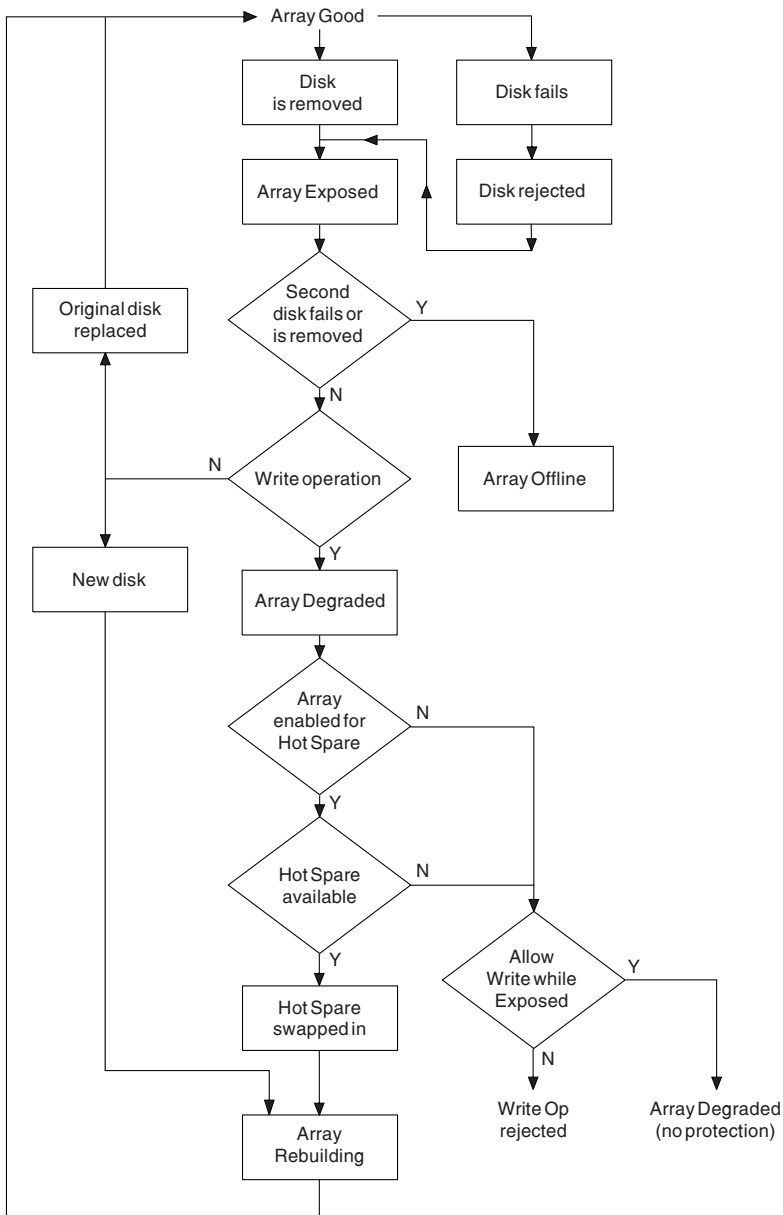 Array Good
Disk
is removed
Disk fails
Array Exposed
Disk rejected
Second
disk fails or
is removed
Y
N
Original disk
replaced
N
Write operation
Y
Array Offline
New disk
Array Degraded
Array
enabled for
Hot Spare
N
Y
Hot Spare
available
N
Y
Allow
Write while
Exposed
Y
N
Hot Spare
swapped in
Write Op
rejected
Array Degraded
(no protection)
Array
Rebuilding